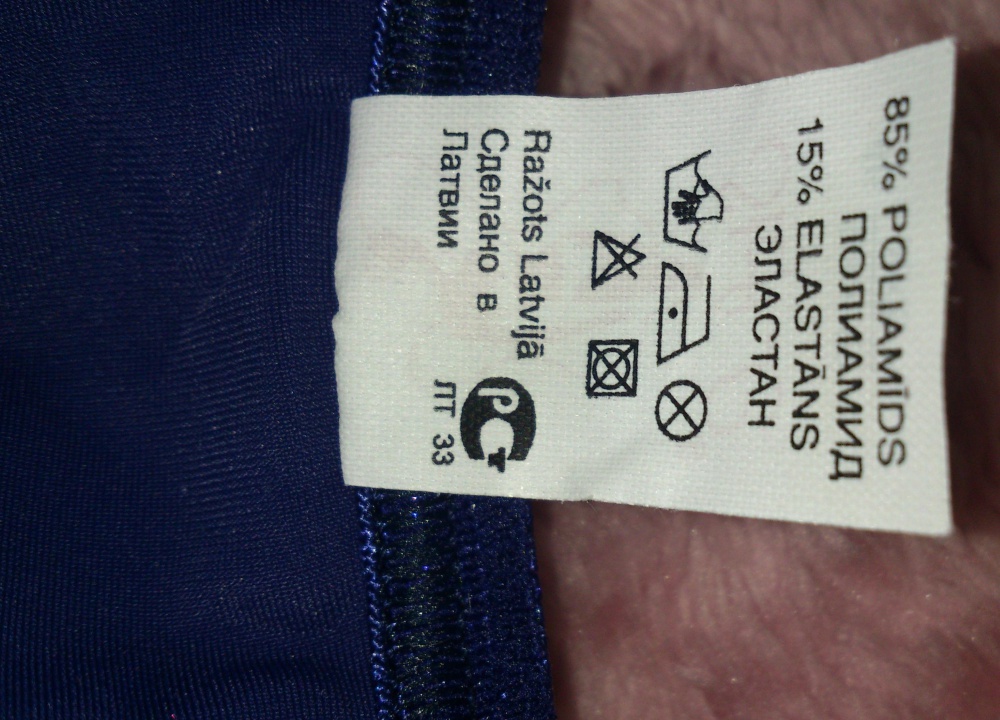 85% POLIAMĪDS
ПОЛИАМИД
15% ELASTĀNS
ЭЛАСТАН
Ražots Latvijā
Сделано в
Латвии
РСТ
ЛТ 33